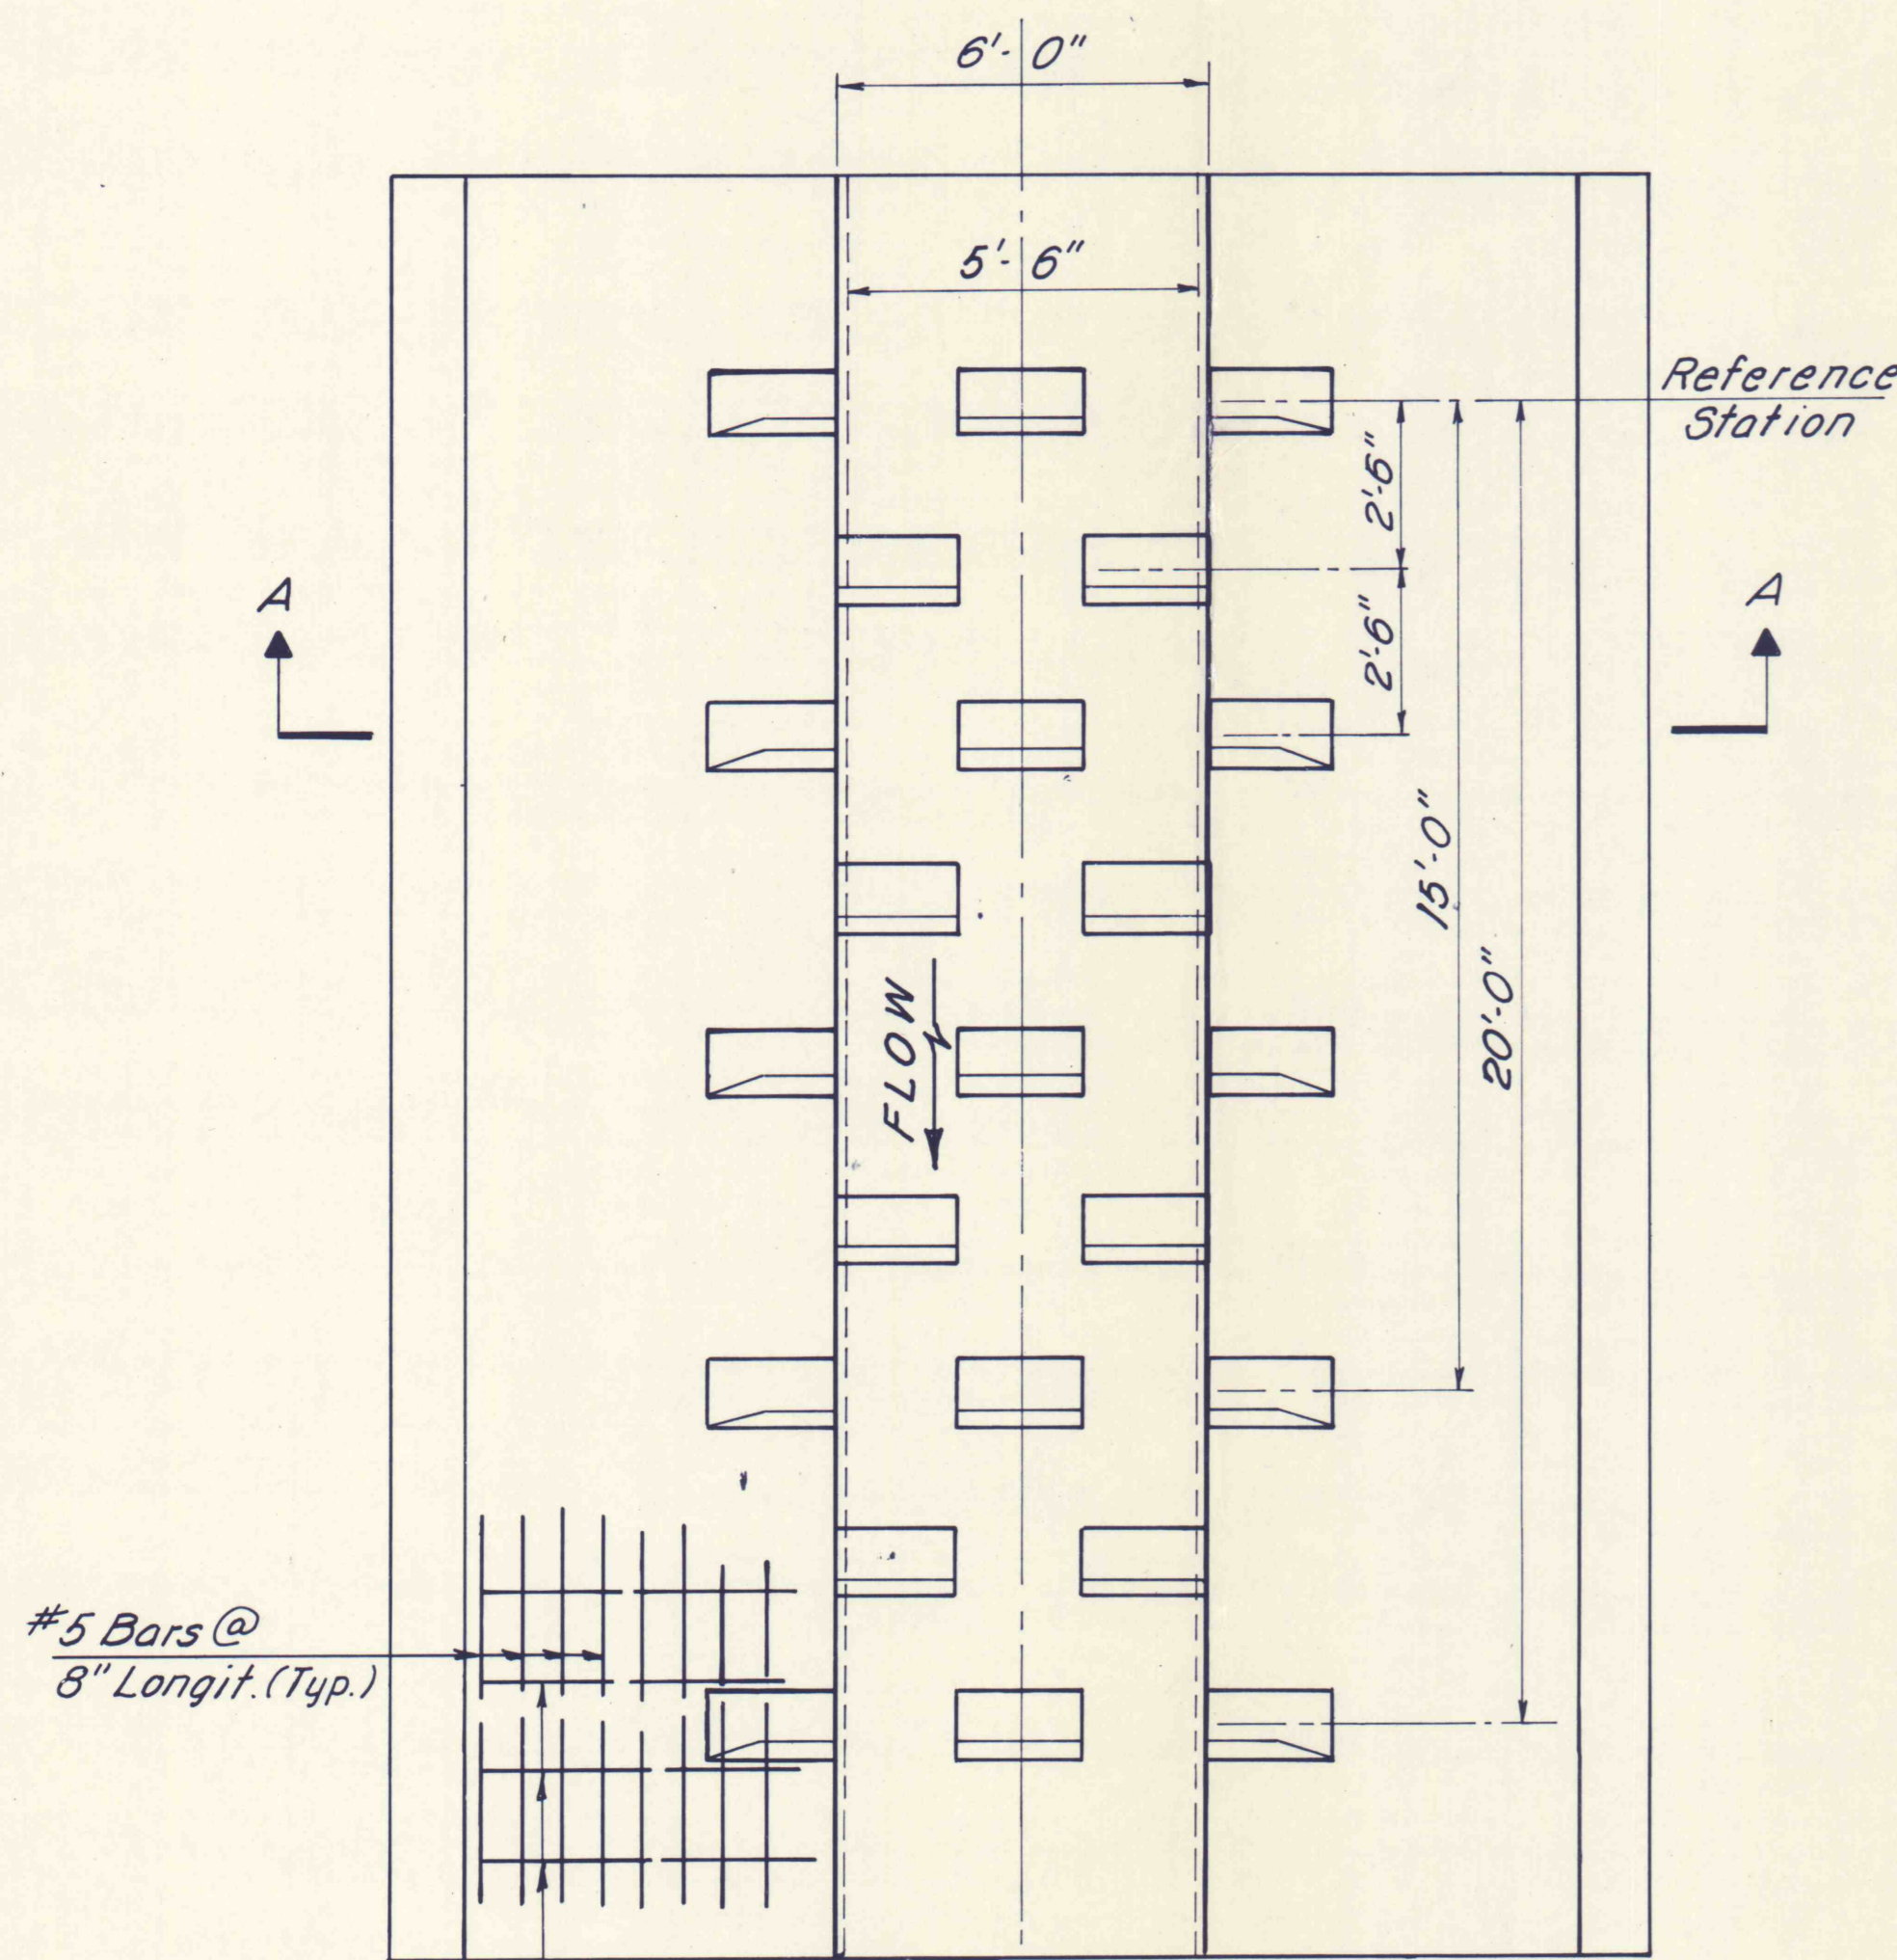 6'-0"
5'-6"
Reference
Station
2'-6"
A
A
2'-6"
15'-0"
20'-0"
FLOW
#5 Bars @
8" Longit. (Typ.)